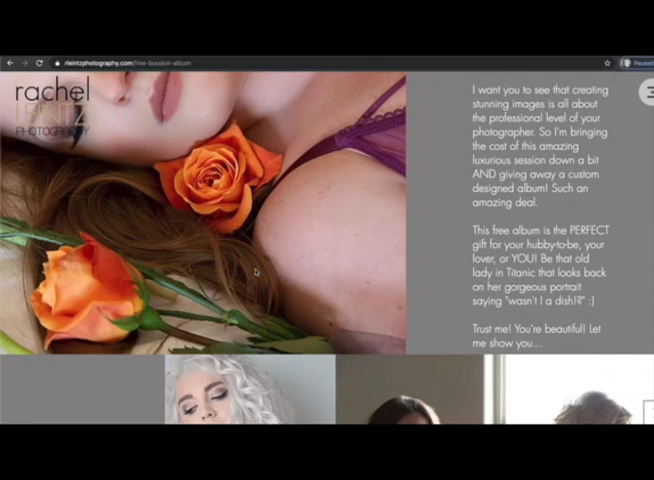 rleintzphotography.com/free-boudoir-album
Paused
rachel
LEINTZ
PHOTOGRAPHY
I want you to see that creating
stunning images is all about
the professional level of your
photographer. So I'm bringing
the cost of this amazing
luxurious session down a bit
AND giving away a custom
designed album! Such an
amazing deal.
This free album is the PERFECT
gift for your hubby-to-be, your
lover, or YOU! Be that old
lady in Titanic that looks back
on her gorgeous portrait
saying "wasn't I a dish!?" :)
Trust me! You're beautiful! Let
me show you...